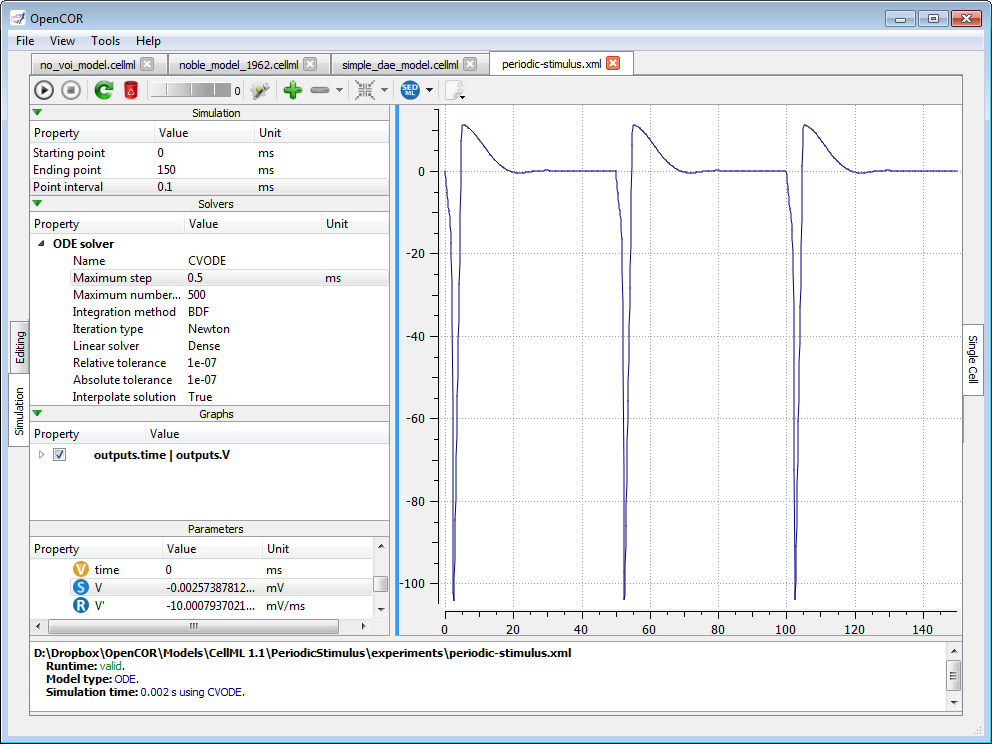 OpenCOR
File View Tools Help
no_voi_model.cellml noble_model_1962.cellml simple_dae_model.cellml periodic-stimulus.xml
0 SED ML
Simulation
Property Value Unit
Starting point 0 ms
Ending point 150 ms
Point interval 0.1 ms
Solvers
Property Value Unit
ODE solver
Name CVODE
Maximum step 0.5 ms
Maximum number... 500
Integration method BDF
Iteration type Newton
Linear solver Dense
Relative tolerance 1e-07
Absolute tolerance 1e-07
Interpolate solution True
Graphs
Property Value
outputs.time | outputs.V
Parameters
Property Value Unit
V time 0 ms
S V -0.00257387812... mV
R V' -10.0007937021... mV/ms
Editing
Simulation
0
-20
-40
-60
-80
-100
0 20 40 60 80 100 120 140
Single Cell
D:\Dropbox\OpenCOR\Models\CellML 1.1\PeriodicStimulus\experiments\periodic-stimulus.xml
Runtime: valid.
Model type: ODE.
Simulation time: 0.002 s using CVODE.